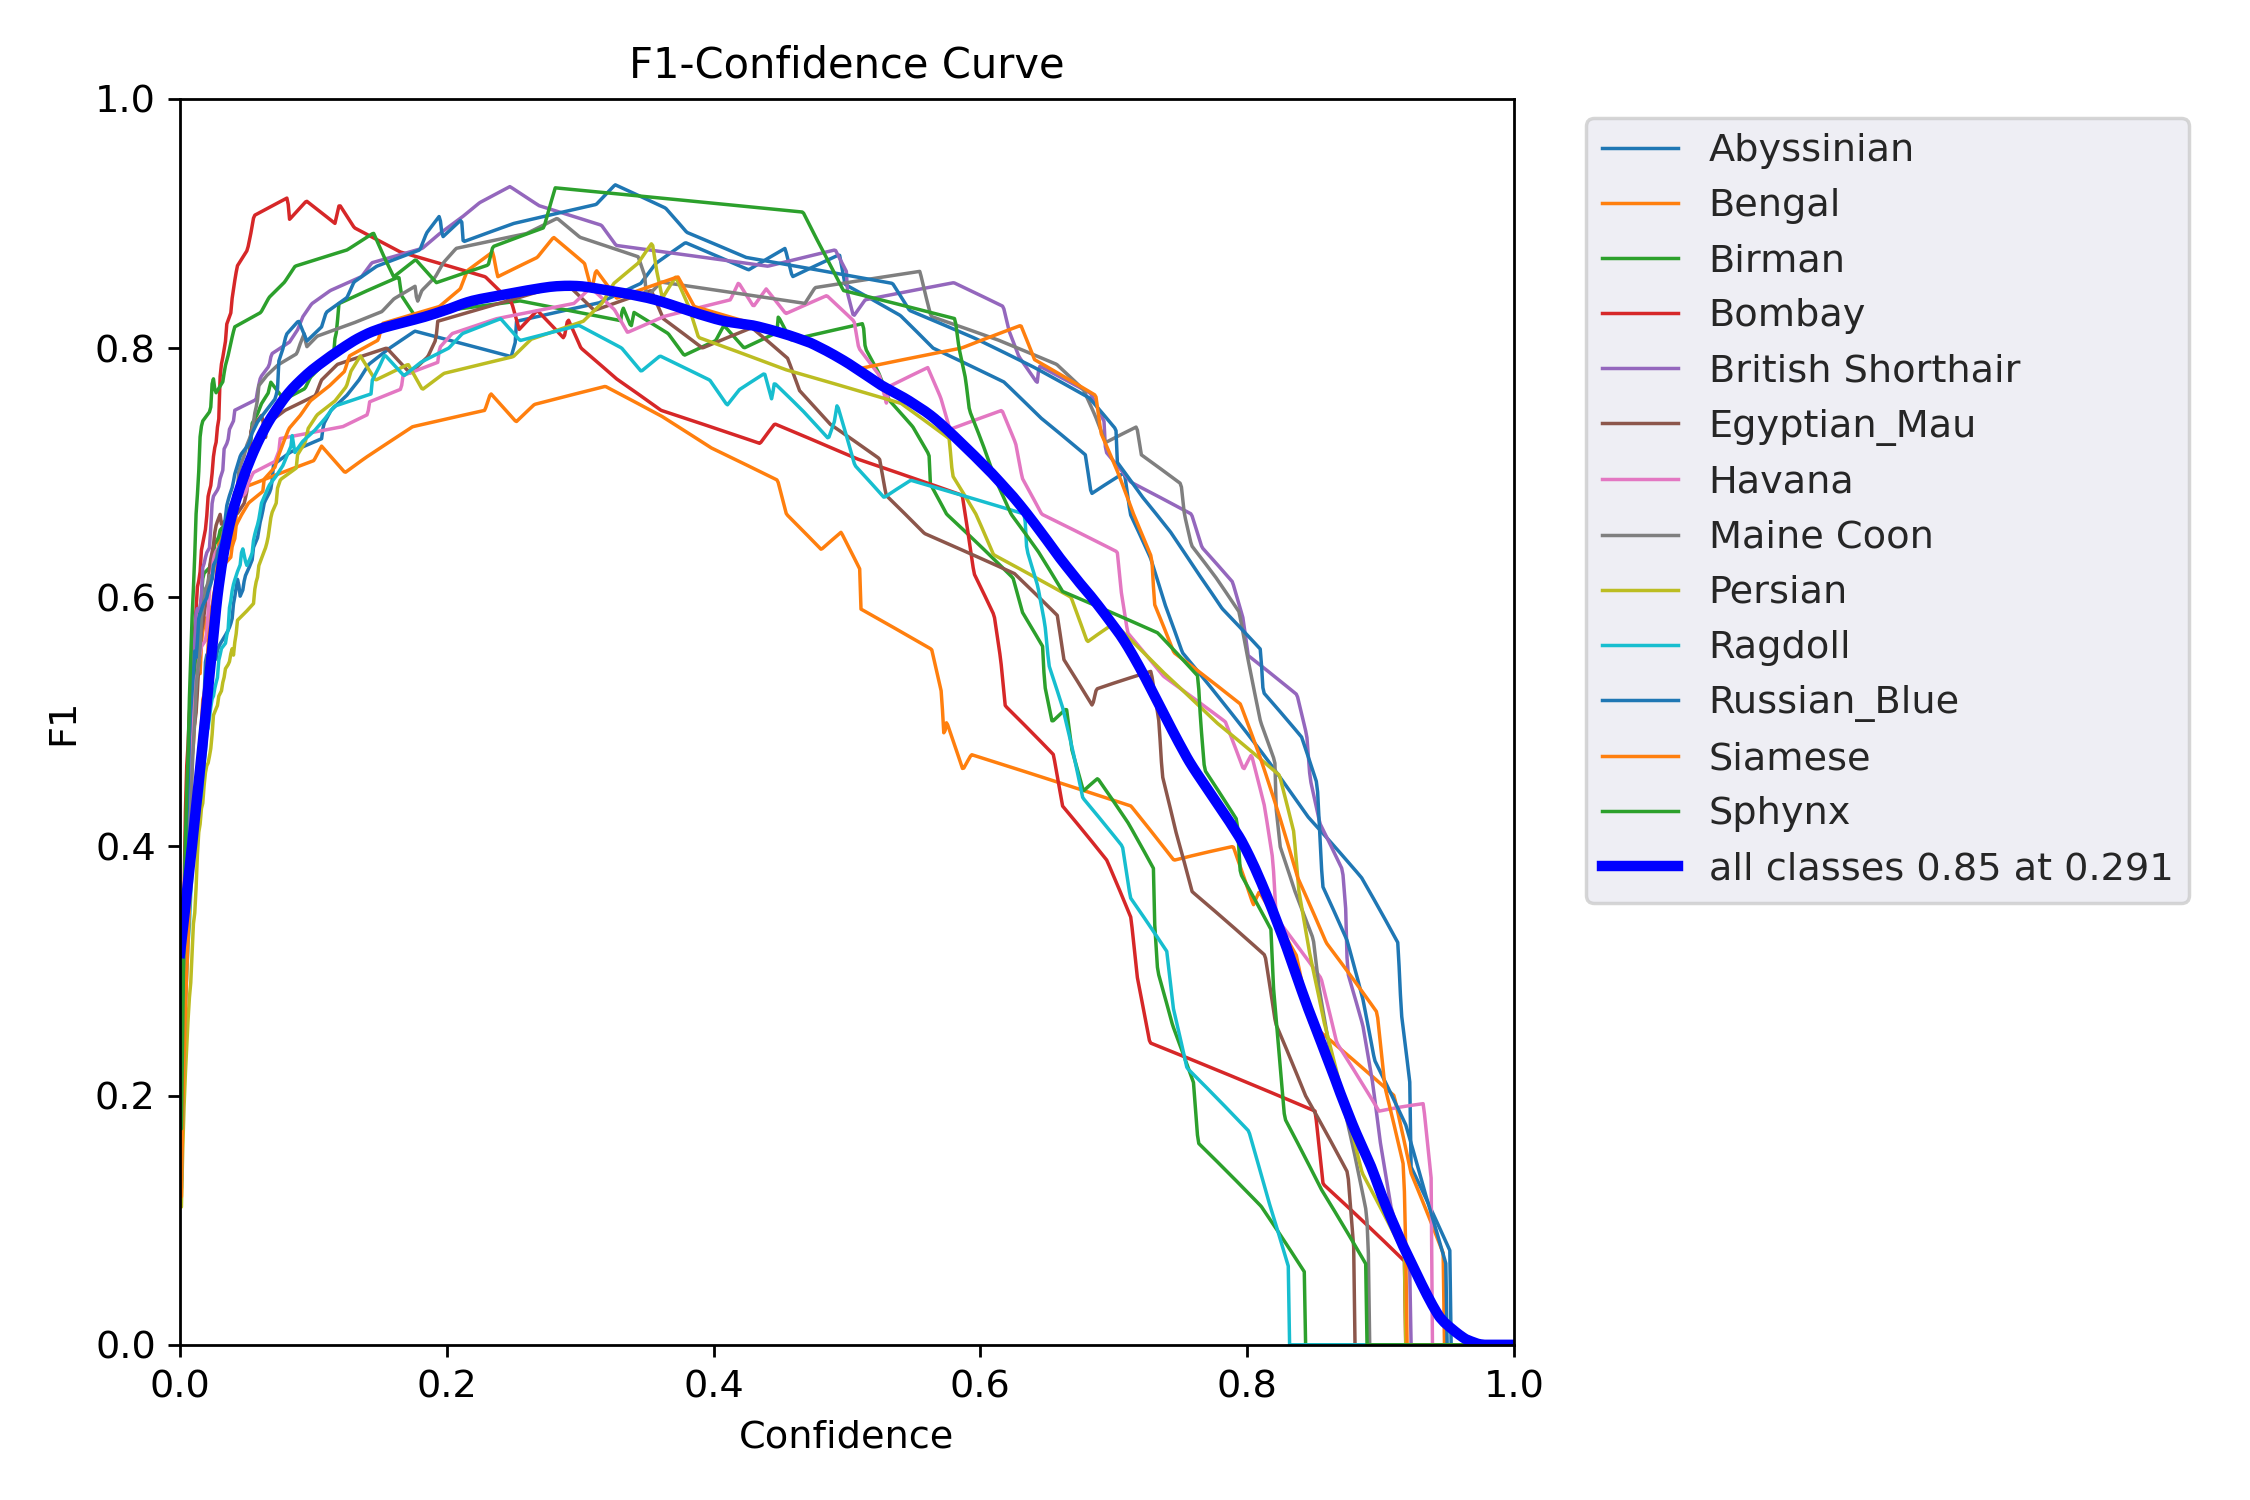 F1-Confidence Curve
1.0
0.8
0.6
0.4
0.2
0.0
F1
0.0 0.2 0.4 0.6 0.8 1.0
Confidence
Abyssinian
Bengal
Birman
Bombay
British Shorthair
Egyptian_Mau
Havana
Maine Coon
Persian
Ragdoll
Russian_Blue
Siamese
Sphynx
all classes 0.85 at 0.291